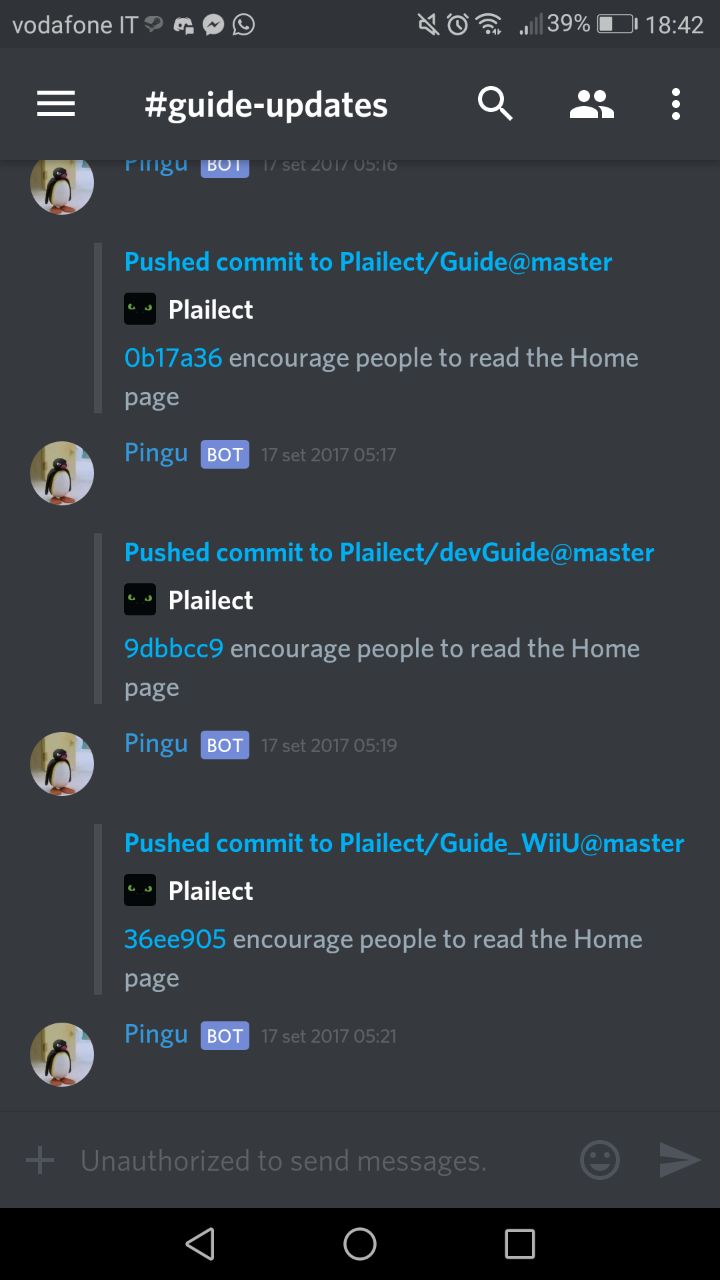 vodafone IT 39% 18:42
#guide-updates
Pingu BOT 17 set 2017 05:16
Pushed commit to Plailect/Guide@master
Plailect
0b17a36 encourage people to read the Home
page
Pingu BOT 17 set 2017 05:17
Pushed commit to Plailect/devGuide@master
Plailect
9dbbcc9 encourage people to read the Home
page
Pingu BOT 17 set 2017 05:19
Pushed commit to Plailect/Guide_WiiU@master
Plailect
36ee905 encourage people to read the Home
page
Pingu BOT 17 set 2017 05:21
Unauthorized to send messages.